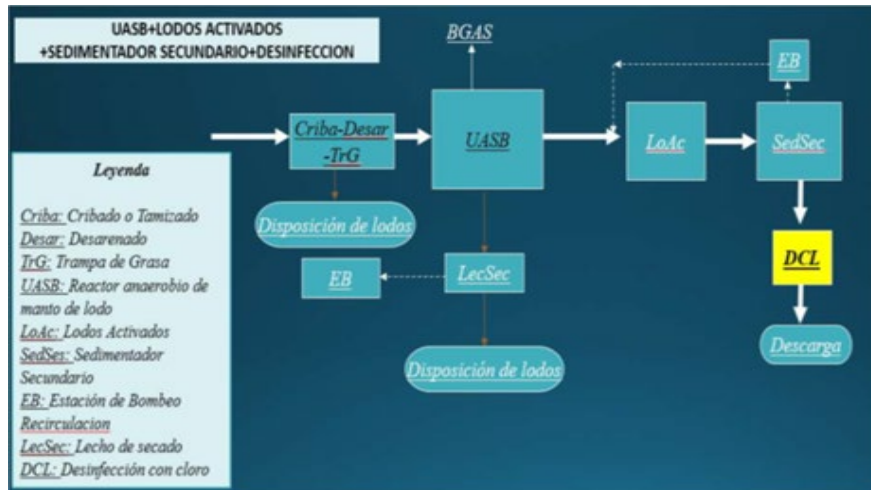 UASB+LODOS ACTIVADOS
+SEDIMENTADOR SECUNDARIO+DESINFECCION
BGAS
EB
Criba-Desar
-TrG
UASB
LoAc
SedSec
Leyenda
Criba: Cribado o Tamizado
Desar: Desarenado
TrG: Trampa de Grasa
UASB: Reactor anaerobio de
manto de lodo
LoAc: Lodos Activados
SedSes: Sedimentador
Secundario
EB: Estación de Bombeo
Recirculacion
LecSec: Lecho de secado
DCL: Desinfección con cloro
Disposición de lodos
EB
LecSec
DCL
Disposición de lodos
Descarga